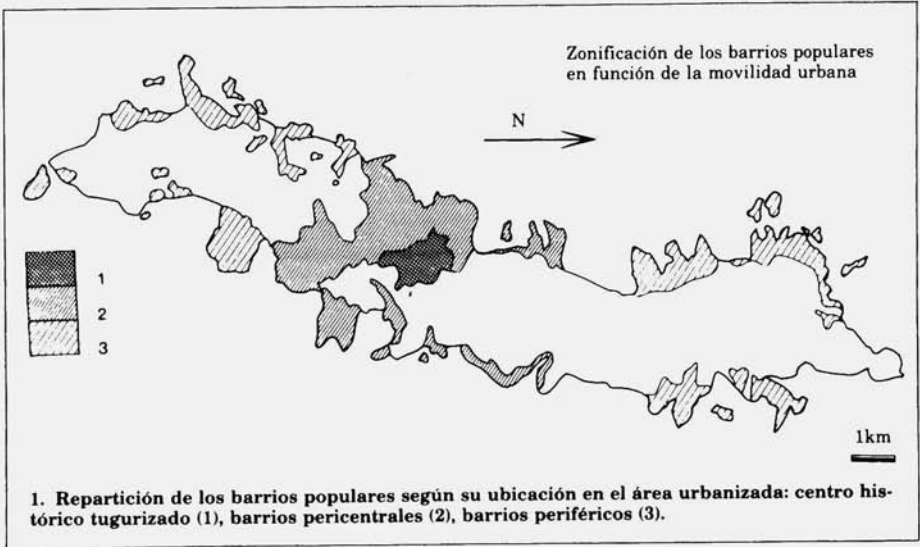 Zonificación de los barrios populares
en función de la movilidad urbana
N
1
2
3
1km
1. Repartición de los barrios populares según su ubicación en el área urbanizada: centro his-
tórico tugurizado (1), barrios pericentrales (2), barrios periféricos (3).